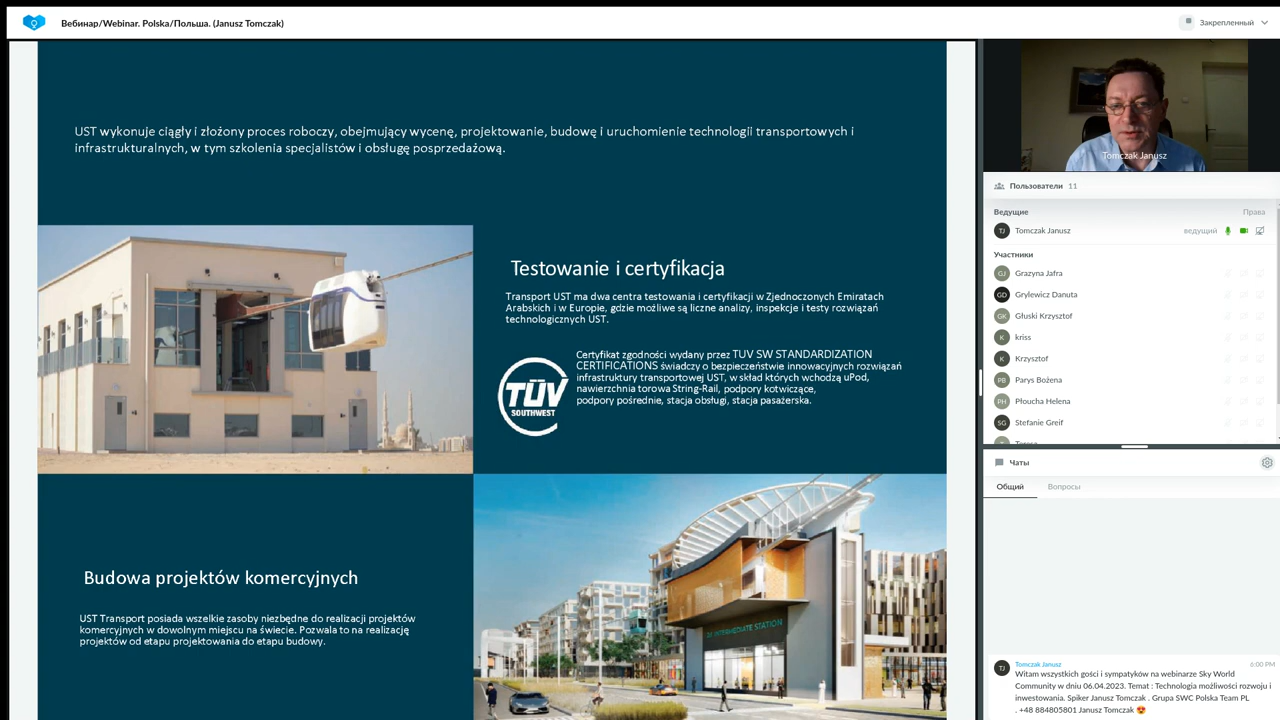 Вебинар/Webinar. Polska/Польша. (Janusz Tomczak)
Закрепленный
UST wykonuje ciągły i złożony proces roboczy, obejmujący wycenę, projektowanie, budowę i uruchomienie technologii transportowych i
infrastrukturalnych, w tym szkolenia specjalistów i obsługę posprzedażową.
Testowanie i certyfikacja
Transport UST ma dwa centra testowania i certyfikacji w Zjednoczonych Emiratach
Arabskich i w Europie, gdzie możliwe są liczne analizy, inspekcje i testy rozwiązań
technologicznych UST.
TÜV
SOUTHWEST
Certyfikat zgodności wydany przez TUV SW STANDARDIZATION
CERTIFICATIONS świadczy o bezpieczeństwie innowacyjnych rozwiązań
infrastruktury transportowej UST, w skład których wchodzą uPod,
nawierzchnia torowa String-Rail, podpory kotwiczące,
podpory pośrednie, stacja obsługi, stacja pasażerska.
Budowa projektów komercyjnych
UST Transport posiada wszelkie zasoby niezbędne do realizacji projektów
komercyjnych w dowolnym miejscu na świecie. Pozwala to na realizację
projektów od etapu projektowania do etapu budowy.
INTERMEDIATE STATION
Tomczak Janusz
Пользователи 11
Ведущие Права
TJ Tomczak Janusz ведущий
Участники
GJ Grazyna Jafra
GD Grylewicz Danuta
GK Głuski Krzysztof
K kriss
K Krzysztof
PB Parys Bożena
PH Płoucha Helena
SG Stefanie Greif
Чаты
Общий Вопросы
TJ Tomczak Janusz 6:00 PM
Witam wszystkich gości i sympatyków na webinarze Sky World
Community w dniu 06.04.2023. Temat : Technologia możliwości rozwoju i
inwestowania. Spiker Janusz Tomczak . Grupa SWC Polska Team PL
. +48 884805801 Janusz Tomczak 😍